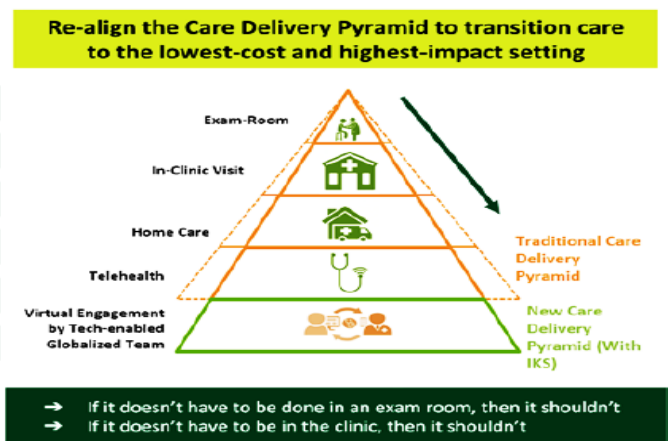 Re-align the Care Delivery Pyramid to transition care
to the lowest-cost and highest-impact setting
Exam-Room
In-Clinic Visit
Home Care
Telehealth
Virtual Engagement
by Tech-enabled
Globalized Team
Traditional Care
Delivery
Pyramid
New Care
Delivery
Pyramid (With
IKS)
➔ If it doesn't have to be done in an exam room, then it shouldn't
➔ If it doesn't have to be in the clinic, then it shouldn't